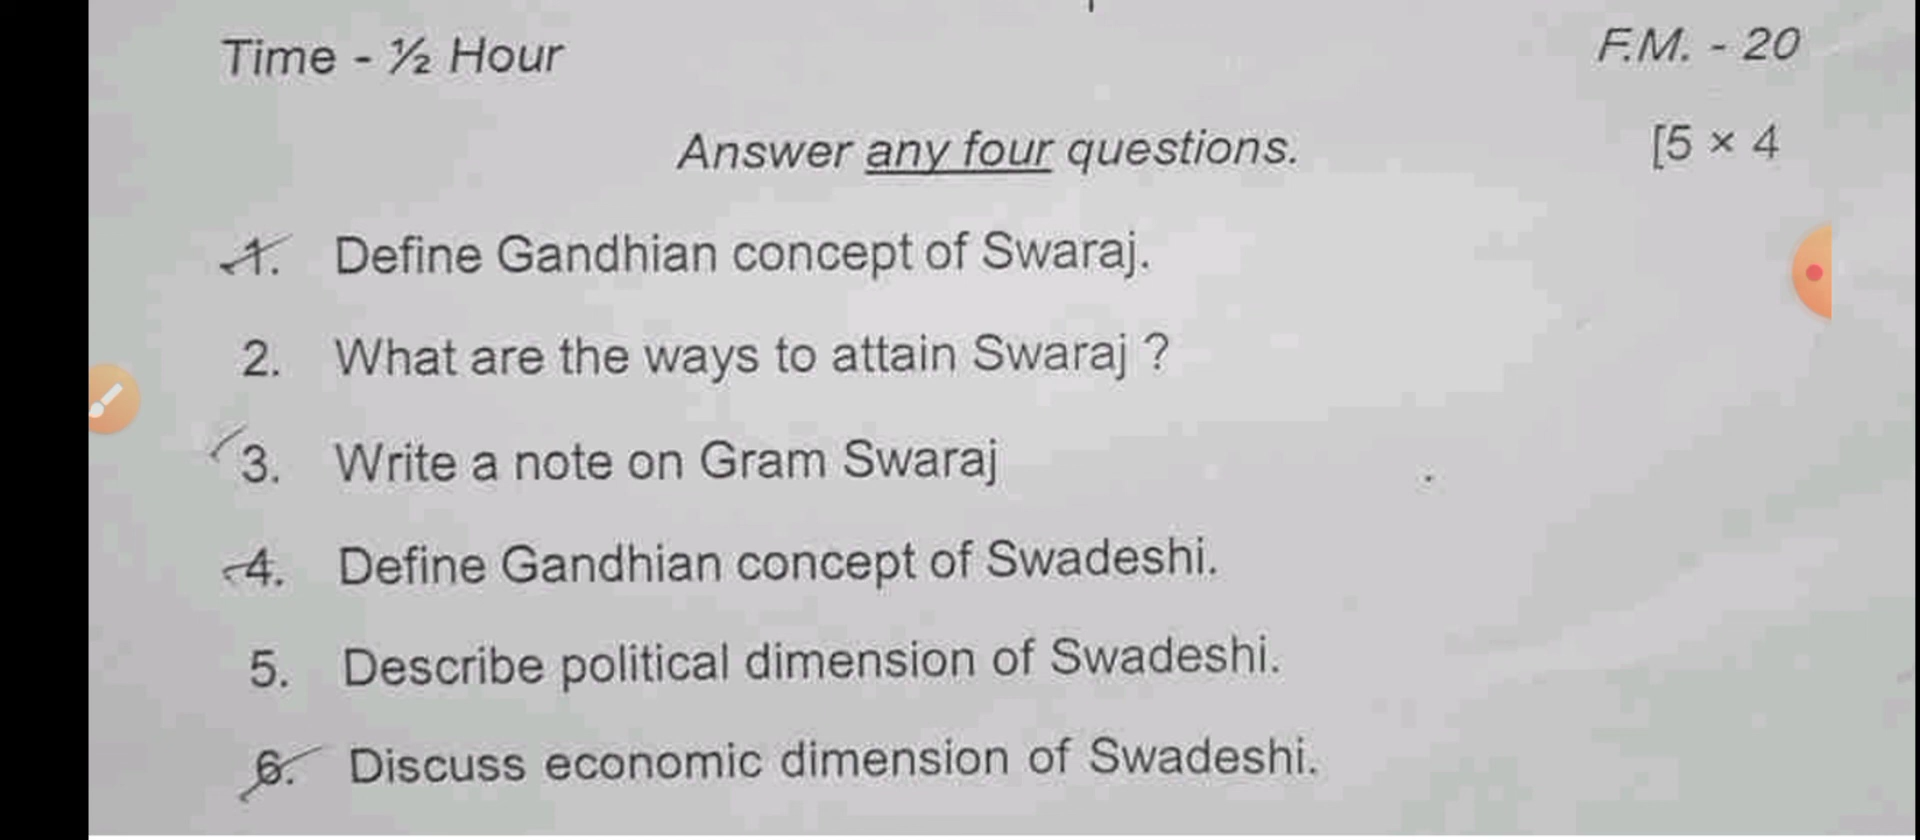 Time - ½ Hour
F.M. - 20
Answer any four questions.
[5 × 4
1. Define Gandhian concept of Swaraj.
2. What are the ways to attain Swaraj ?
3. Write a note on Gram Swaraj
4. Define Gandhian concept of Swadeshi.
5. Describe political dimension of Swadeshi.
6. Discuss economic dimension of Swadeshi.